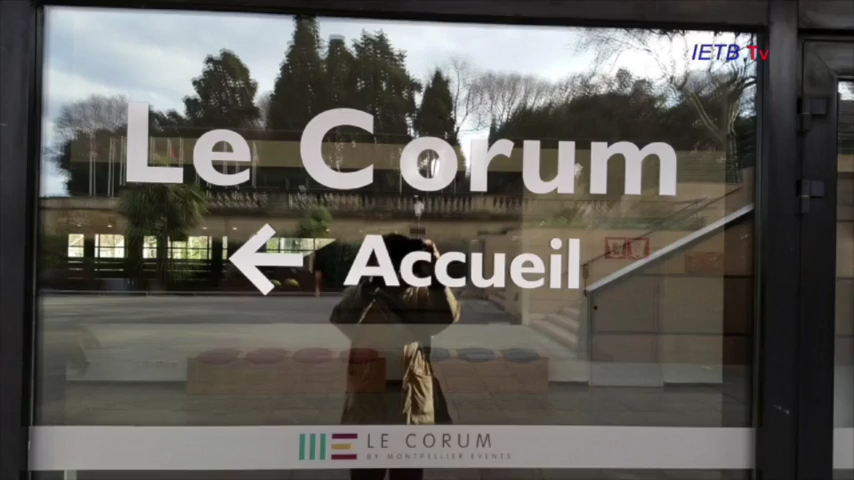 IETB Tv
Le Corum
← Accueil
LE CORUM
BY MONTPELLIER EVENTS